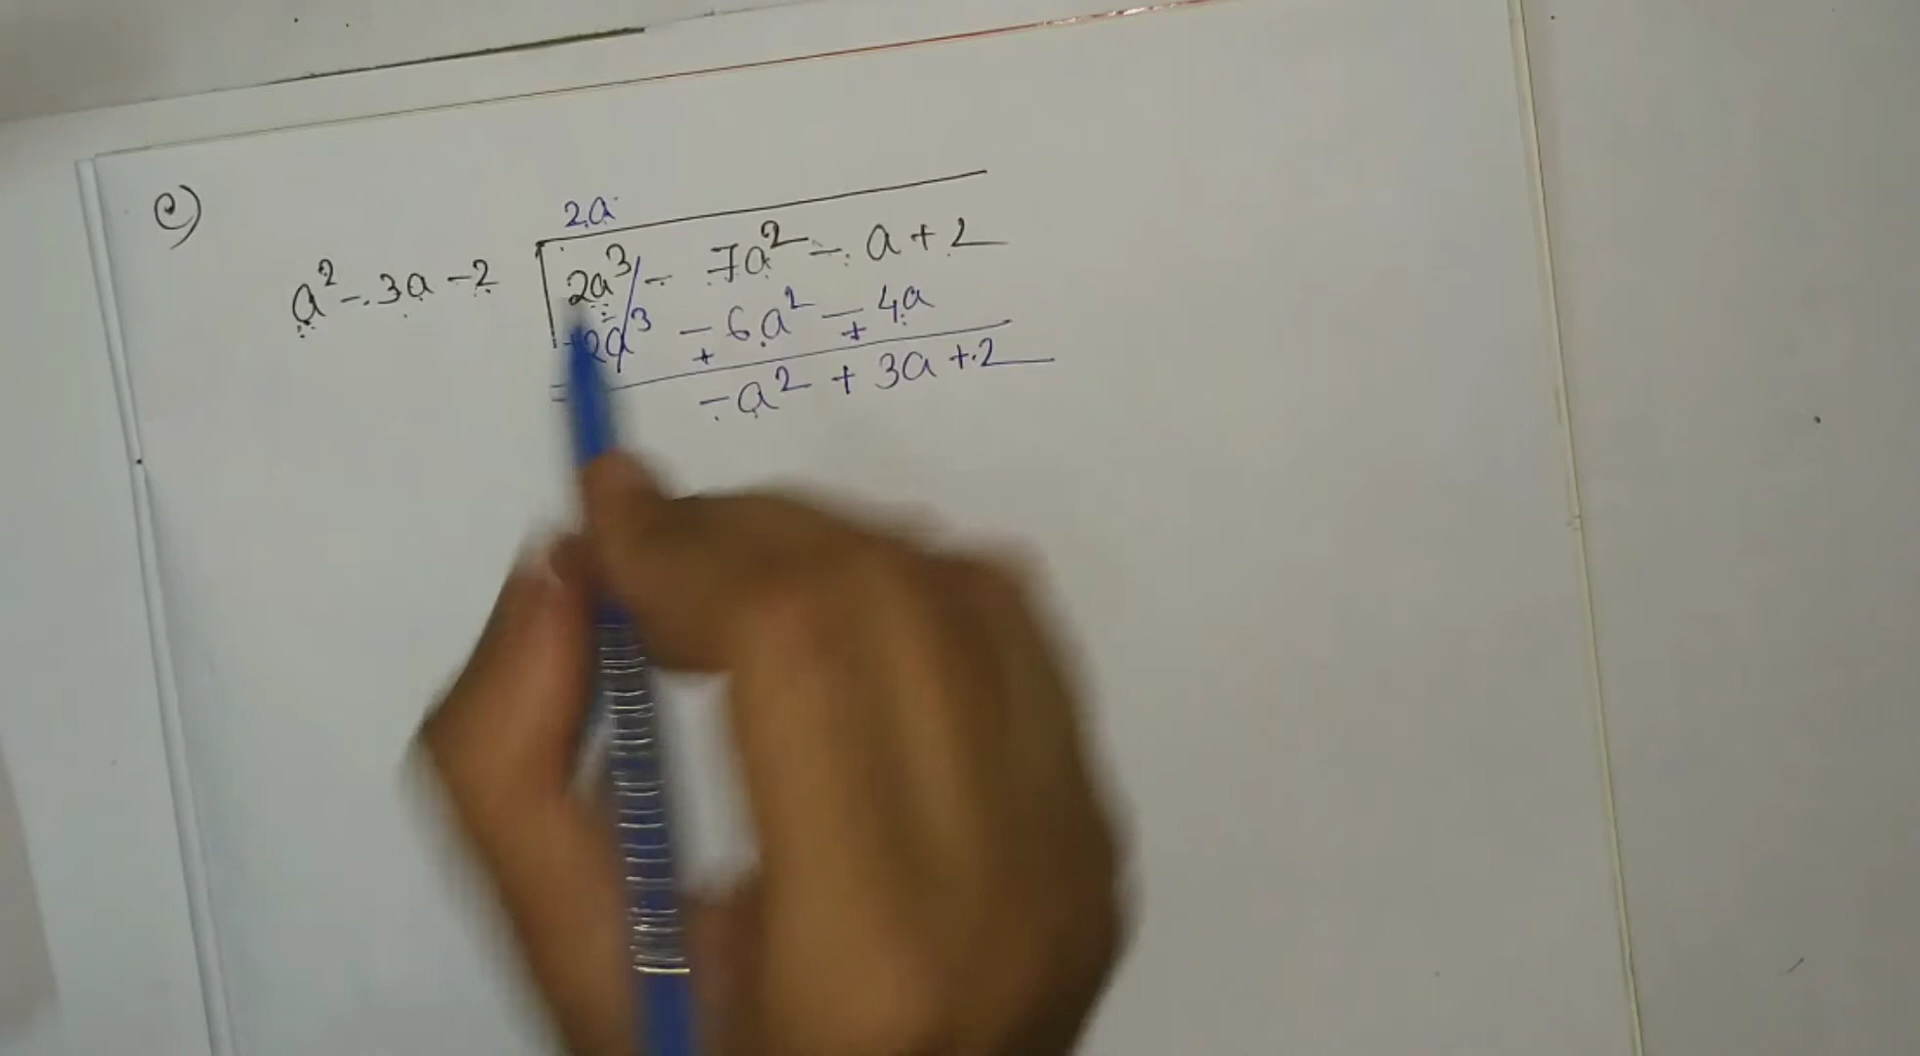 e)
2a
a² - 3a - 2 2a³ - 7a² - a + 2
2a³ - 6a² - 4a
+ +
- a² + 3a + 2